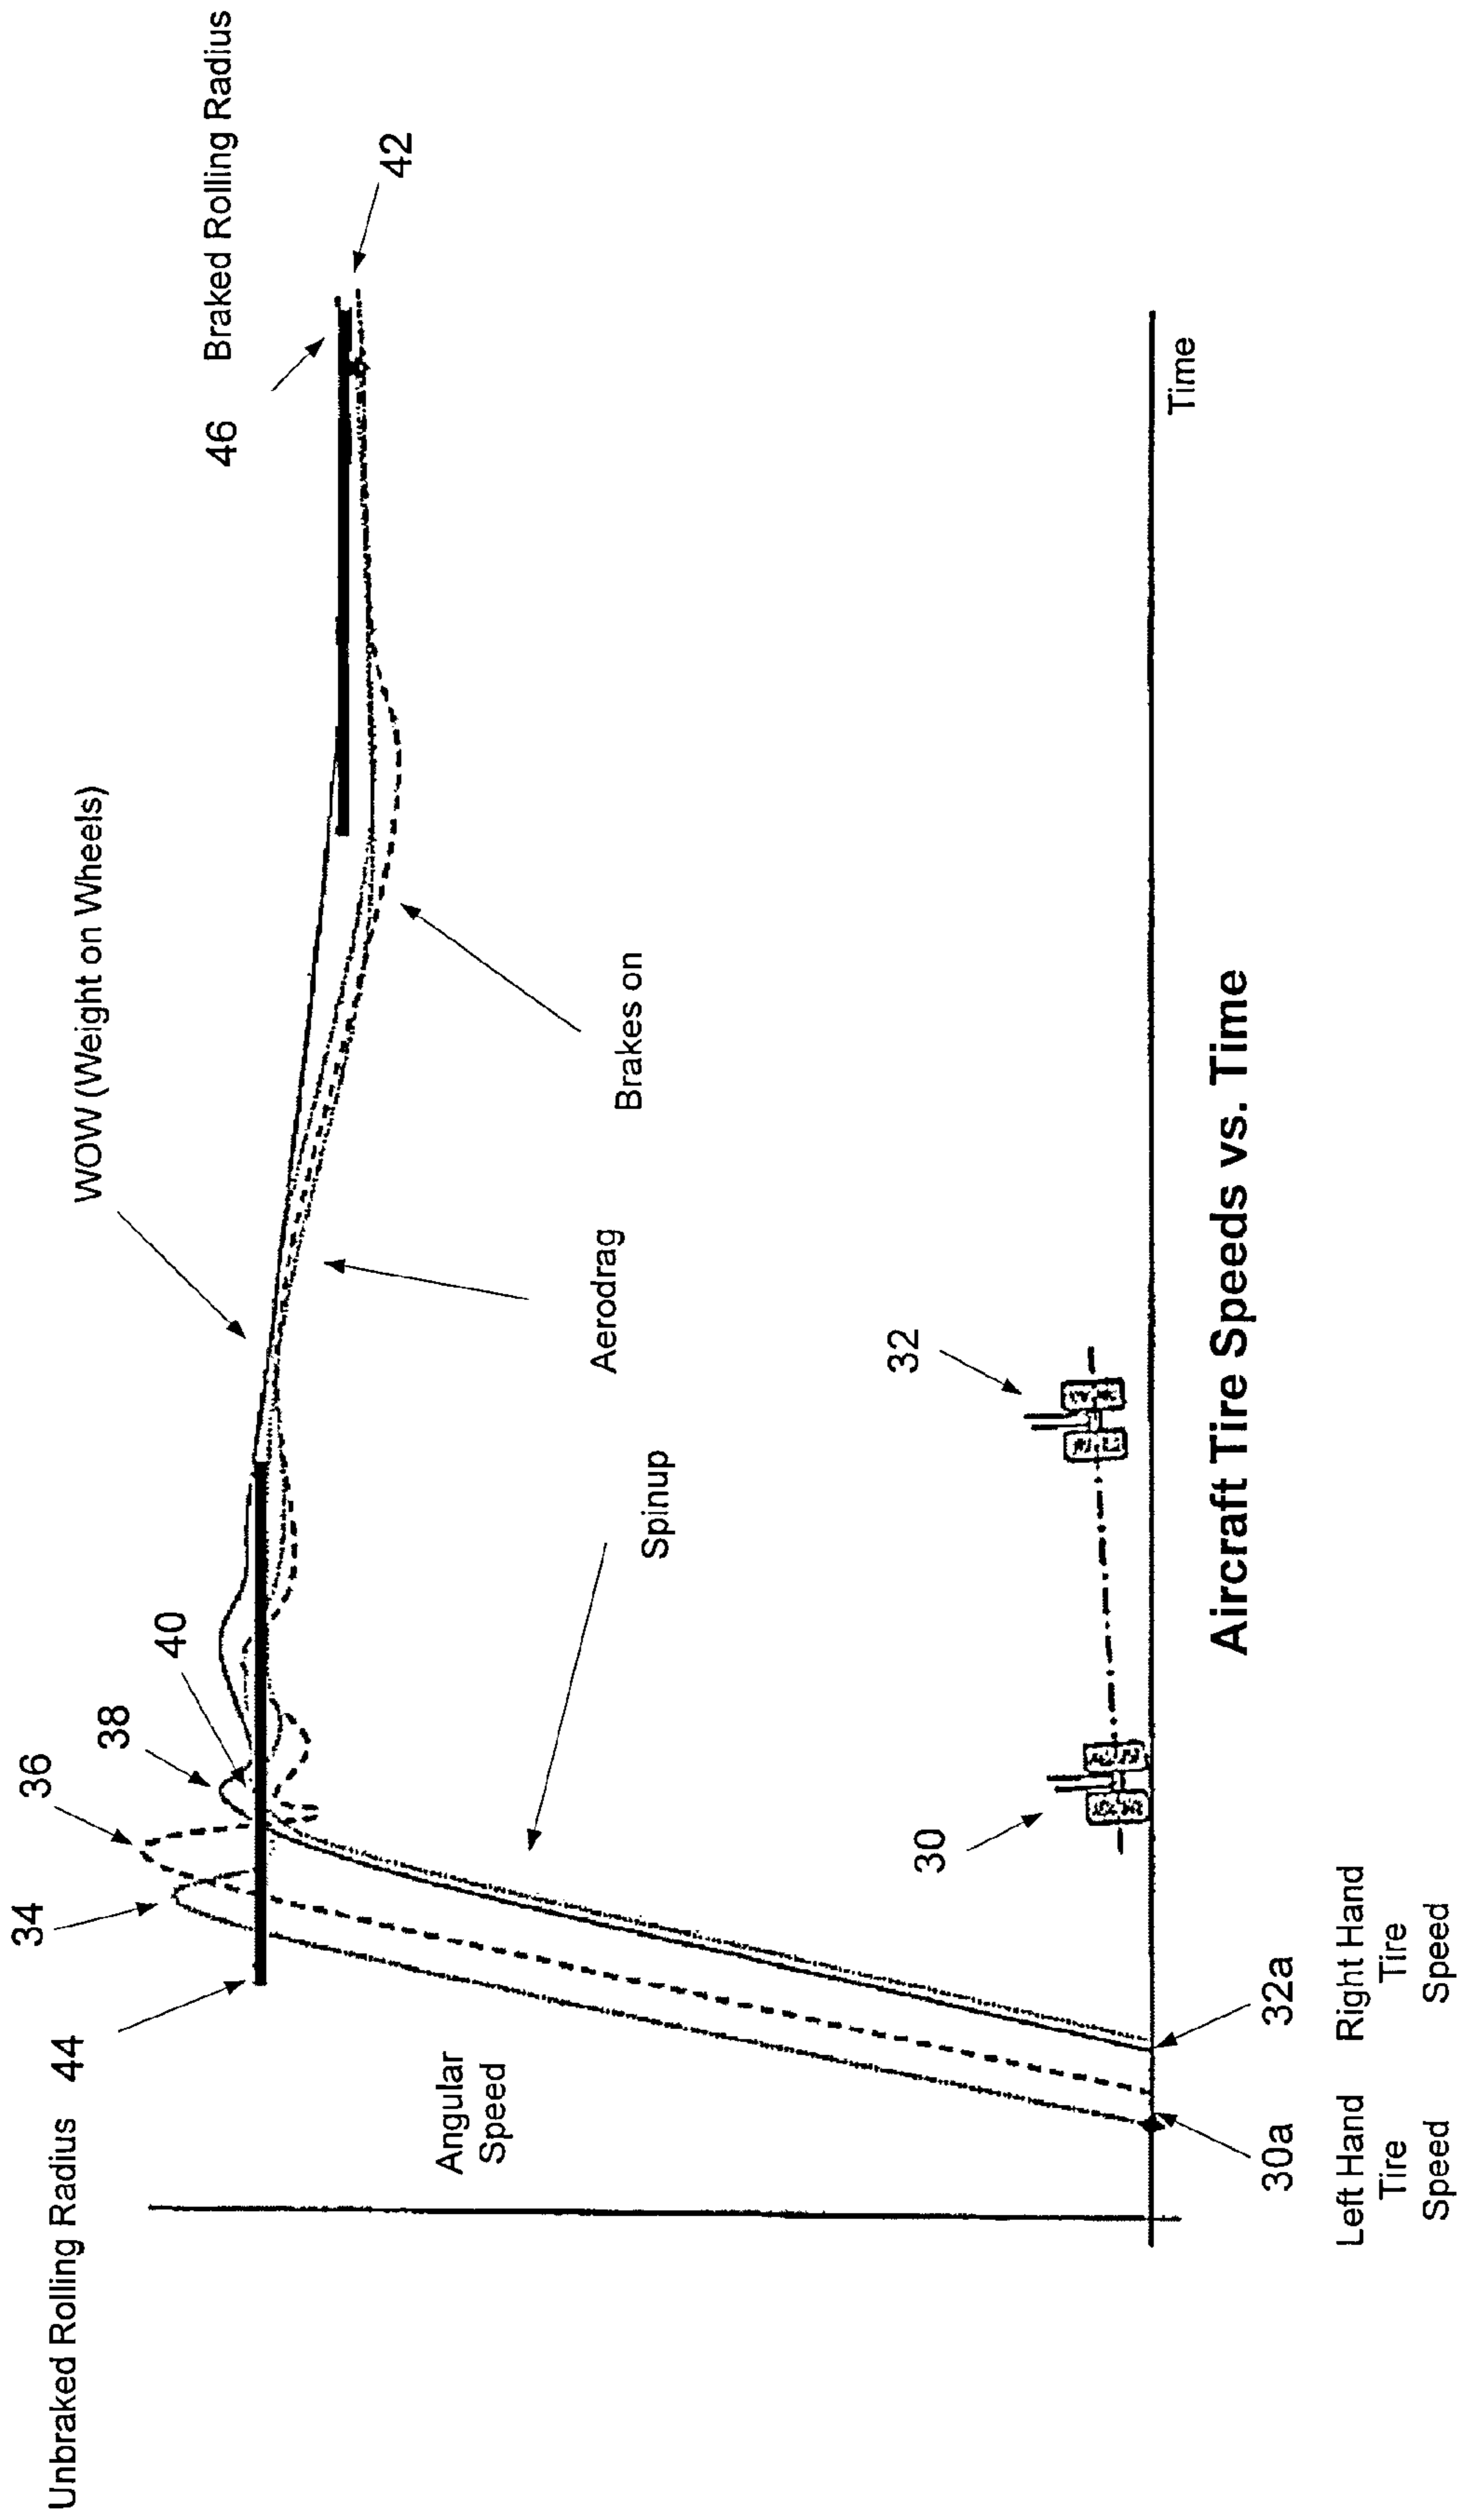 34
36
38
40
WOW (Weight on Wheels)
Unbraked Rolling Radius 44
46 Braked Rolling Radius
42
Angular
Speed
Spinup
Aerodrag
Brakes on
30
32
Time
30a
32a
Left Hand
Tire
Speed
Right Hand
Tire
Speed
Aircraft Tire Speeds vs. Time